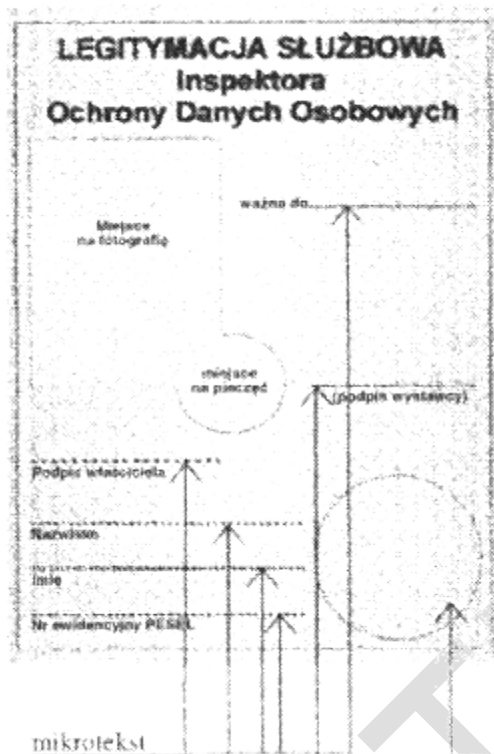 LEGITYMACJA SŁUŻBOWA
Inspektora
Ochrony Danych Osobowych
ważna do
Miejsce
na fotografię
miejsce
na pieczęć
(podpis wystawcy)
Podpis właściciela
Nazwisko
Imię
Nr ewidencyjny PESEL
mikrotekst